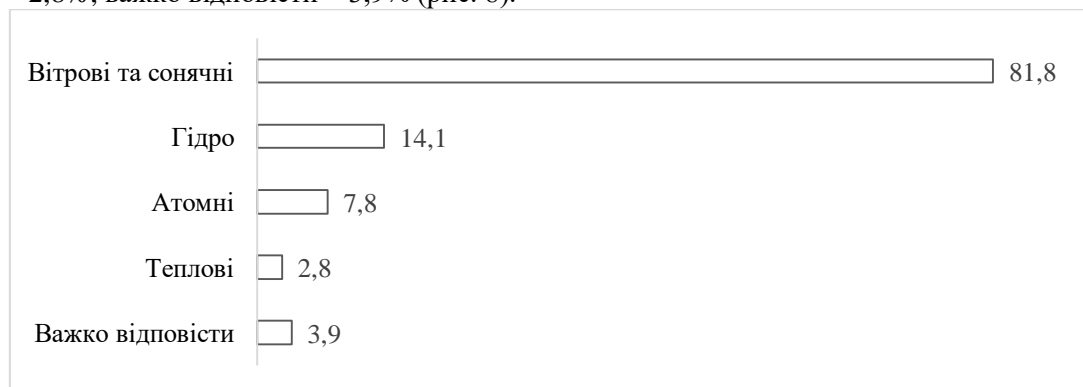 2,8%; важко відповісти – 3,9% (рис. 8).
Вітрові та сонячні 81,8
Гідро 14,1
Атомні 7,8
Теплові 2,8
Важко відповісти 3,9